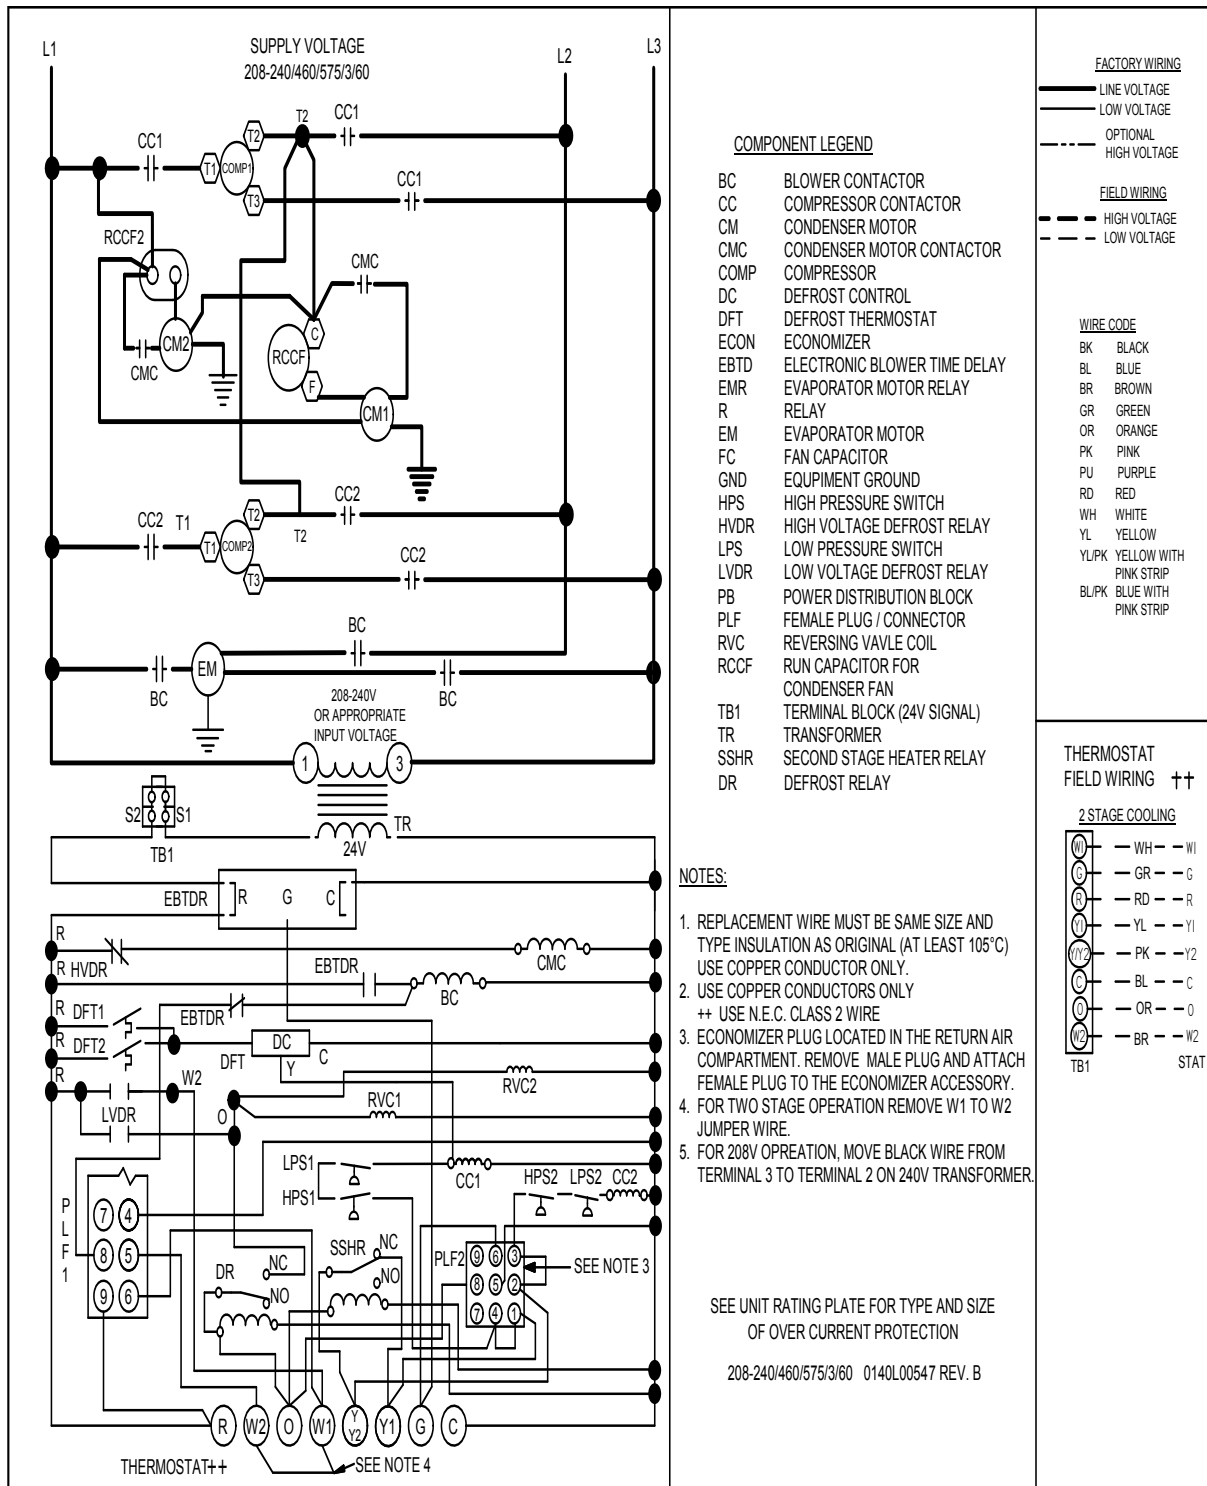 L1
SUPPLY VOLTAGE
208-240/460/575/3/60
L2
L3
T2
CC1
CC1
T2
T1
COMP1
T3
CC1
RCCF2
CMC
CM2
CMC
C
RCCF
F
CM1
CC2
T1
CC2
T2
T1
COMP2
T3
T2
CC2
BC
EM
BC
BC
208-240V
OR APPROPRIATE
INPUT VOLTAGE
1
3
S2
S1
TB1
TR
24V
EBTDR
R
G
C
R
HVDR
CMC
R
EBTDR
BC
R
DFT1
EBTDR
R
DFT2
DFT
DC
Y
C
R
W2
RVC2
LVDR
O
RVC1
LPS1
CC1
HPS1
HPS2
LPS2
CC2
P
L
F
1
7
4
8
5
9
6
DR
NC
NO
SSHR
NC
NO
PLF2
9
6
3
8
5
2
7
4
1
SEE NOTE 3
R
W2
O
W1
Y
Y2
Y1
G
C
THERMOSTAT++
SEE NOTE 4
COMPONENT LEGEND
BC BLOWER CONTACTOR
CC COMPRESSOR CONTACTOR
CM CONDENSER MOTOR
CMC CONDENSER MOTOR CONTACTOR
COMP COMPRESSOR
DC DEFROST CONTROL
DFT DEFROST THERMOSTAT
ECON ECONOMIZER
EBTD ELECTRONIC BLOWER TIME DELAY
EMR EVAPORATOR MOTOR RELAY
R RELAY
EM EVAPORATOR MOTOR
FC FAN CAPACITOR
GND EQUPIMENT GROUND
HPS HIGH PRESSURE SWITCH
HVDR HIGH VOLTAGE DEFROST RELAY
LPS LOW PRESSURE SWITCH
LVDR LOW VOLTAGE DEFROST RELAY
PB POWER DISTRIBUTION BLOCK
PLF FEMALE PLUG / CONNECTOR
RVC REVERSING VAVLE COIL
RCCF RUN CAPACITOR FOR
CONDENSER FAN
TB1 TERMINAL BLOCK (24V SIGNAL)
TR TRANSFORMER
SSHR SECOND STAGE HEATER RELAY
DR DEFROST RELAY
NOTES:
1. REPLACEMENT WIRE MUST BE SAME SIZE AND
TYPE INSULATION AS ORIGINAL (AT LEAST 105°C)
USE COPPER CONDUCTOR ONLY.
2. USE COPPER CONDUCTORS ONLY
++ USE N.E.C. CLASS 2 WIRE
3. ECONOMIZER PLUG LOCATED IN THE RETURN AIR
COMPARTMENT. REMOVE MALE PLUG AND ATTACH
FEMALE PLUG TO THE ECONOMIZER ACCESSORY.
4. FOR TWO STAGE OPERATION REMOVE W1 TO W2
JUMPER WIRE.
5. FOR 208V OPREATION, MOVE BLACK WIRE FROM
TERMINAL 3 TO TERMINAL 2 ON 240V TRANSFORMER.
SEE UNIT RATING PLATE FOR TYPE AND SIZE
OF OVER CURRENT PROTECTION
208-240/460/575/3/60 0140L00547 REV. B
FACTORY WIRING
LINE VOLTAGE
LOW VOLTAGE
OPTIONAL
HIGH VOLTAGE
FIELD WIRING
HIGH VOLTAGE
LOW VOLTAGE
WIRE CODE
BK BLACK
BL BLUE
BR BROWN
GR GREEN
OR ORANGE
PK PINK
PU PURPLE
RD RED
WH WHITE
YL YELLOW
YL/PK YELLOW WITH
PINK STRIP
BL/PK BLUE WITH
PINK STRIP
THERMOSTAT
FIELD WIRING ++
2 STAGE COOLING
W1 WH W1
G GR G
R RD R
Y1 YL Y1
Y/Y2 PK Y2
C BL C
O OR O
W2 BR W2
TB1 STAT